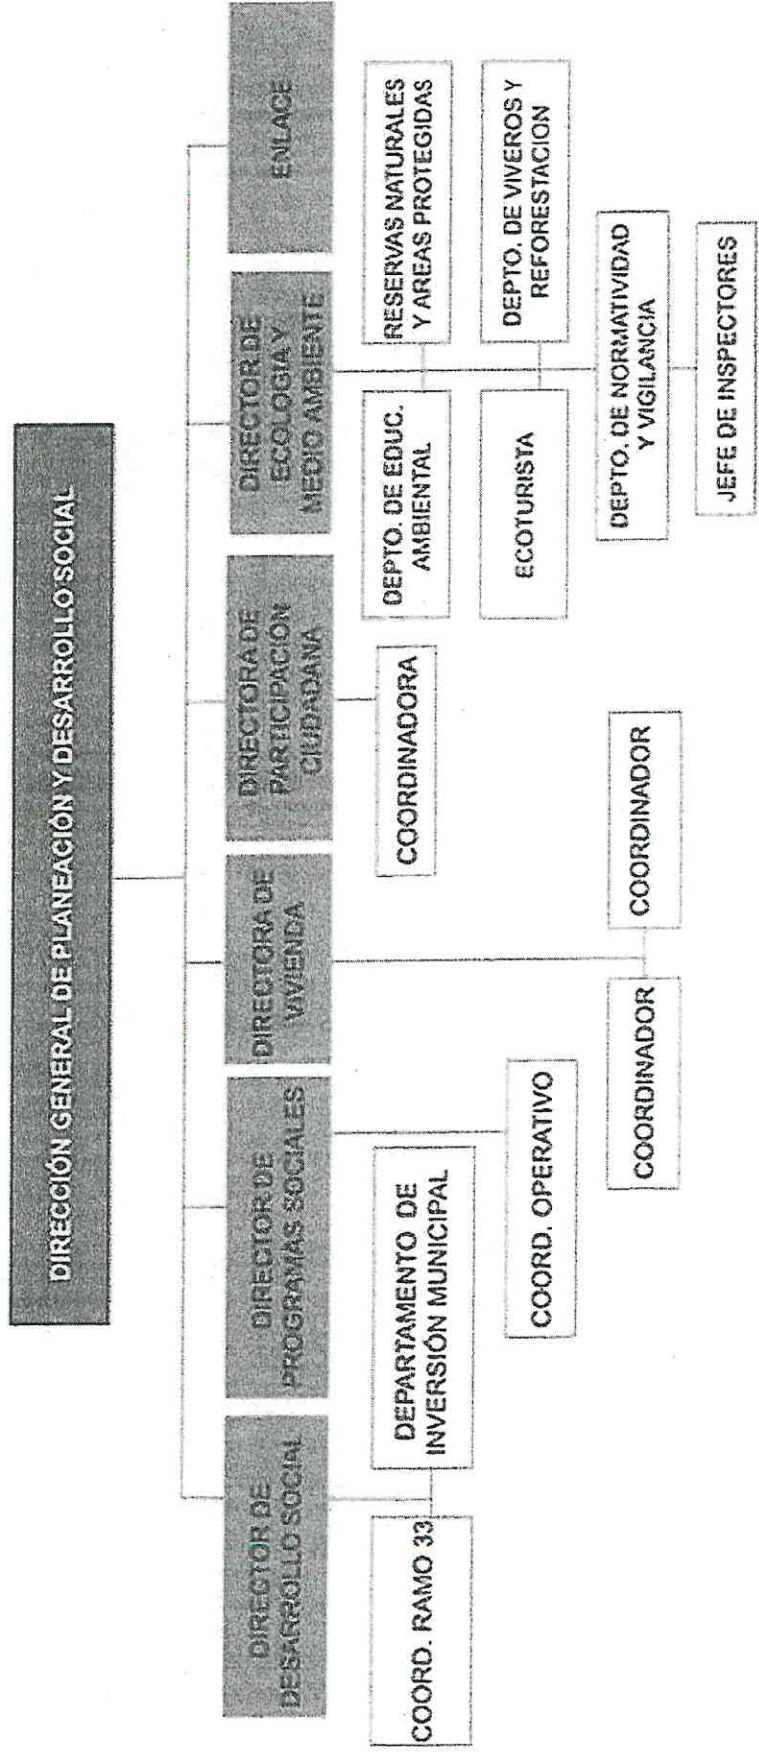 DIRECCIÓN GENERAL DE PLANEACIÓN Y DESARROLLO SOCIAL
DIRECTOR DE
DESARROLLO SOCIAL
DIRECTOR DE
PROGRAMAS SOCIALES
DIRECTORA DE
VIVIENDA
DIRECTORA DE
PARTICIPACION
CIUDADANA
DIRECTOR DE
ECOLOGIA Y
MEDIO AMBIENTE
ENLACE
COORD. RAMO 33
DEPARTAMENTO DE
INVERSIÓN MUNICIPAL
COORD. OPERATIVO
COORDINADOR
COORDINADOR
COORDINADORA
DEPTO. DE EDUC.
AMBIENTAL
RESERVAS NATURALES
Y AREAS PROTEGIDAS
ECOTURISTA
DEPTO. DE VIVEROS Y
REFORESTACION
DEPTO. DE NORMATIVIDAD
Y VIGILANCIA
JEFE DE INSPECTORES